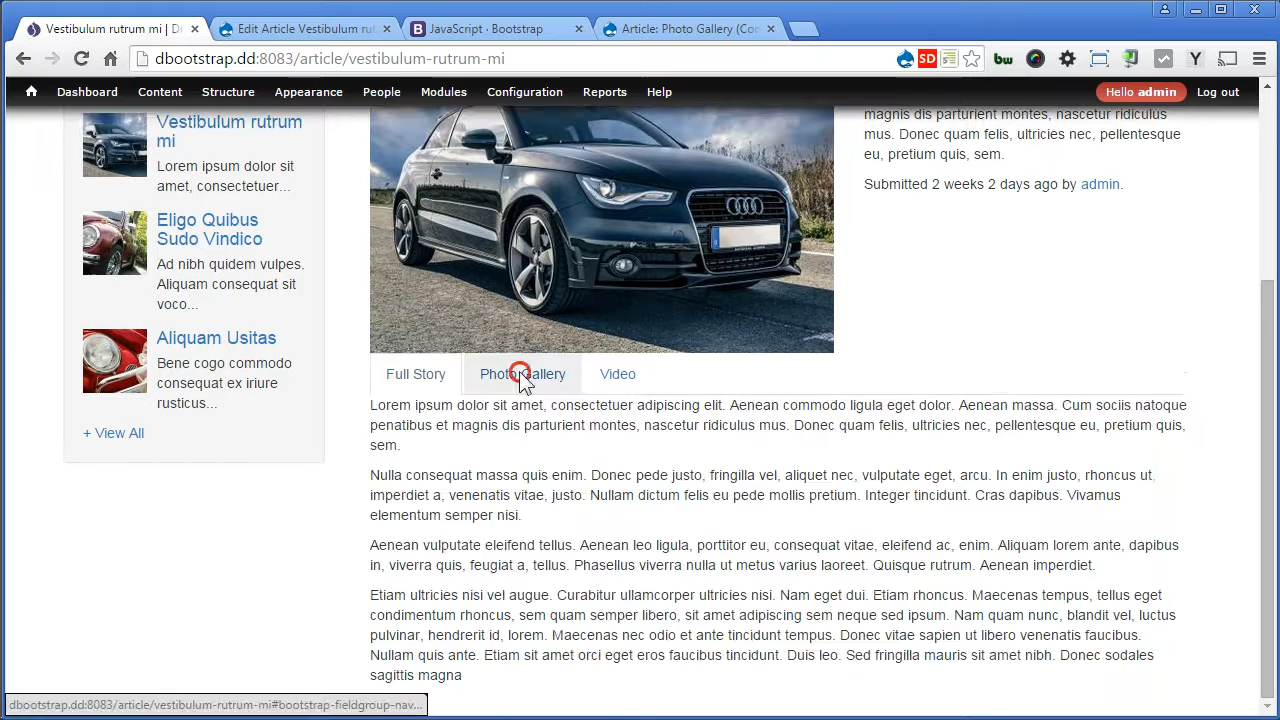 Vestibulum rutrum mi | Dr
Edit Article Vestibulum rut
JavaScript · Bootstrap
Article: Photo Gallery (Con
dbootstrap.dd:8083/article/vestibulum-rutrum-mi
SD
bw
Y
Dashboard Content Structure Appearance People Modules Configuration Reports Help
Hello admin Log out
Vestibulum rutrum
mi
Lorem ipsum dolor sit
amet, consectetuer...
Eligo Quibus
Sudo Vindico
Ad nibh quidem vulpes.
Aliquam consequat sit
voco...
Aliquam Usitas
Bene cogo commodo
consequat ex iriure
rusticus...
+ View All
magnis dis parturient montes, nascetur ridiculus
mus. Donec quam felis, ultricies nec, pellentesque
eu, pretium quis, sem.
Submitted 2 weeks 2 days ago by admin.
Full Story Photo Gallery Video
Lorem ipsum dolor sit amet, consectetuer adipiscing elit. Aenean commodo ligula eget dolor. Aenean massa. Cum sociis natoque
penatibus et magnis dis parturient montes, nascetur ridiculus mus. Donec quam felis, ultricies nec, pellentesque eu, pretium quis,
sem.
Nulla consequat massa quis enim. Donec pede justo, fringilla vel, aliquet nec, vulputate eget, arcu. In enim justo, rhoncus ut,
imperdiet a, venenatis vitae, justo. Nullam dictum felis eu pede mollis pretium. Integer tincidunt. Cras dapibus. Vivamus
elementum semper nisi.
Aenean vulputate eleifend tellus. Aenean leo ligula, porttitor eu, consequat vitae, eleifend ac, enim. Aliquam lorem ante, dapibus
in, viverra quis, feugiat a, tellus. Phasellus viverra nulla ut metus varius laoreet. Quisque rutrum. Aenean imperdiet.
Etiam ultricies nisi vel augue. Curabitur ullamcorper ultricies nisi. Nam eget dui. Etiam rhoncus. Maecenas tempus, tellus eget
condimentum rhoncus, sem quam semper libero, sit amet adipiscing sem neque sed ipsum. Nam quam nunc, blandit vel, luctus
pulvinar, hendrerit id, lorem. Maecenas nec odio et ante tincidunt tempus. Donec vitae sapien ut libero venenatis faucibus.
Nullam quis ante. Etiam sit amet orci eget eros faucibus tincidunt. Duis leo. Sed fringilla mauris sit amet nibh. Donec sodales
sagittis magna
dbootstrap.dd:8083/article/vestibulum-rutrum-mi#bootstrap-fieldgroup-nav...